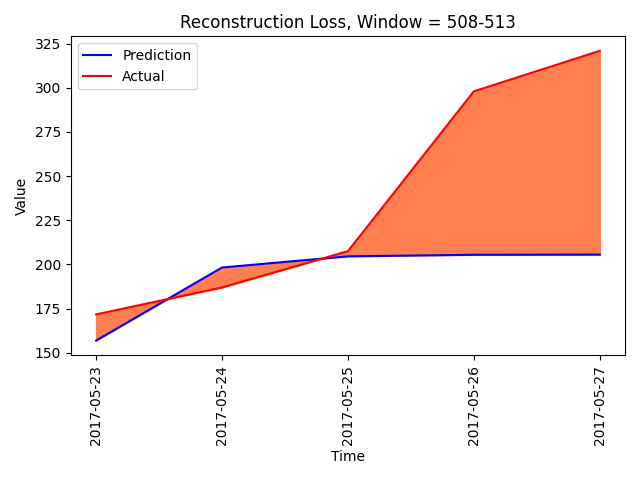 Reconstruction Loss, Window = 508-513
Prediction
Actual
Value
325
300
275
250
225
200
175
150
2017-05-23
2017-05-24
2017-05-25
2017-05-26
2017-05-27
Time